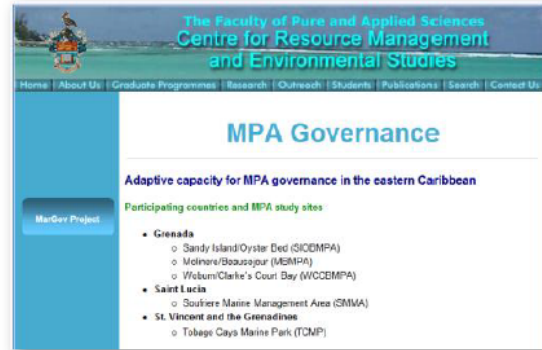 The Faculty of Pure and Applied Sciences
Centre for Resource Management
and Environmental Studies
Home | About Us | Graduate Programmes | Research | Outreach | Students | Publications | Search | Contact Us
MPA Governance
Adaptive capacity for MPA governance in the eastern Caribbean
Participating countries and MPA study sites
MarGov Project
• Grenada
o Sandy Island/Oyster Bed (SIOBMPA)
o Molinere/Beausejour (MBMPA)
o Woburn/Clarke's Court Bay (WCCBMPA)
• Saint Lucia
o Soufriere Marine Management Area (SMMA)
• St. Vincent and the Grenadines
o Tobago Cays Marine Park (TCMP)